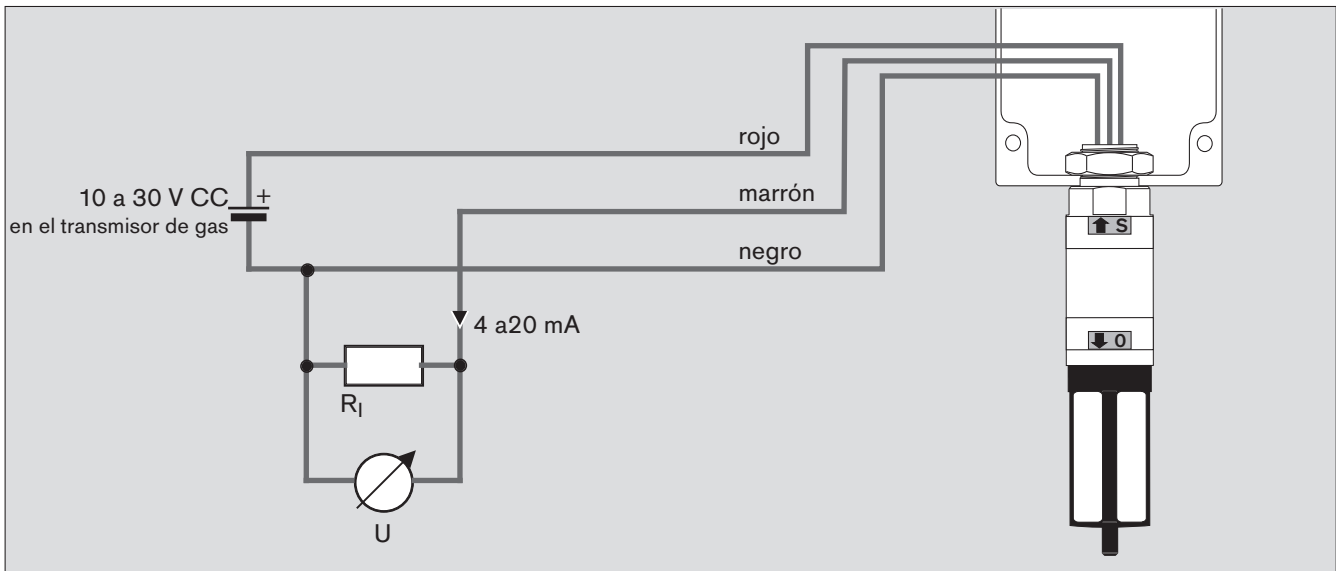 rojo
10 a 30 V CC
+
en el transmisor de gas
marrón
negro
S
4 a20 mA
0
RI
U